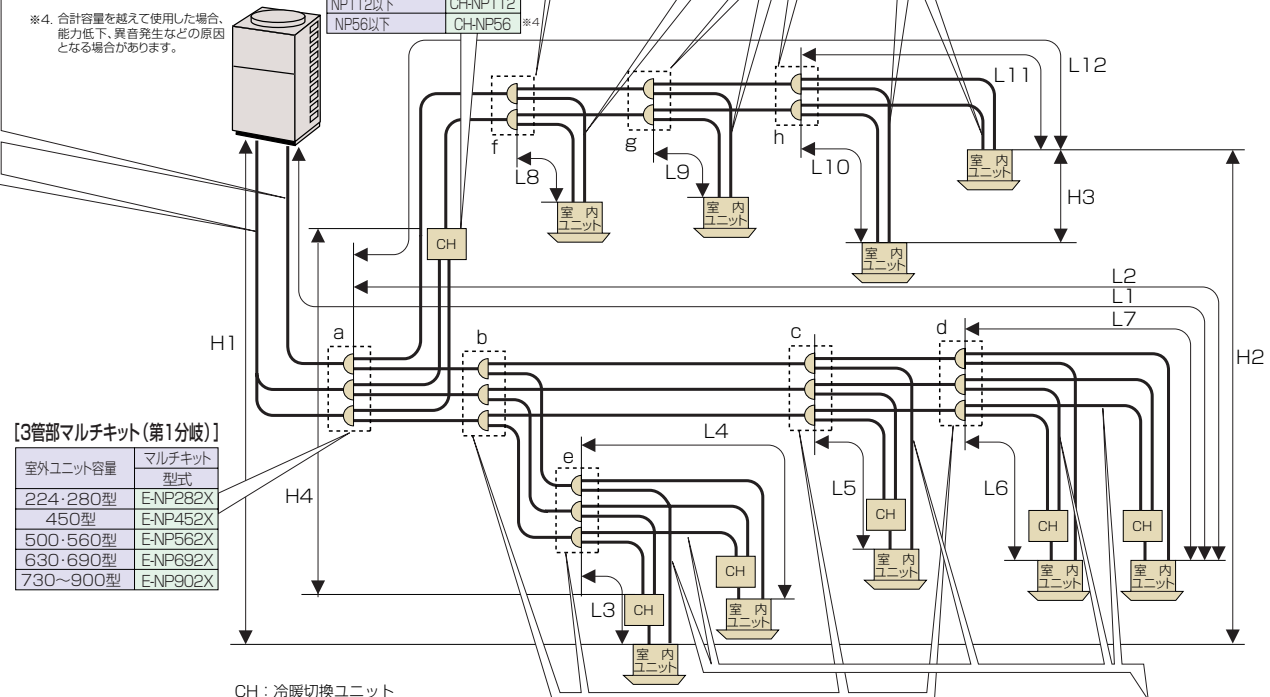 NP112以下 CH-NP112
NP56以下 CH-NP56 ※4
※4. 合計容量を越えて使用した場合、
能力低下、異音発生などの原因
となる場合があります。
L12
L11
f
g
h
L8
L9
L10
室内
ユニット
室内
ユニット
室内
ユニット
室内
ユニット
H3
CH
L2
L1
L7
H1
H2
a
b
c
d
[3管部マルチキット(第1分岐)]
室外ユニット容量 マルチキット
型式
224・280型 E-NP282X
450型 E-NP452X
500・560型 E-NP562X
630・690型 E-NP692X
730～900型 E-NP902X
H4
e
L4
L5
L6
L3
CH
CH
CH
CH
CH
室内
ユニット
室内
ユニット
室内
ユニット
室内
ユニット
室内
ユニット
CH：冷暖切換ユニット